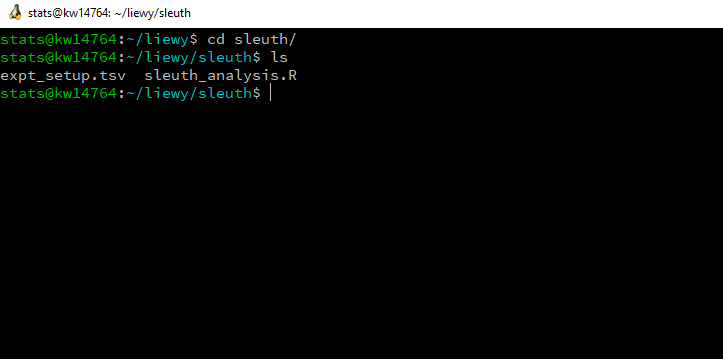 stats@kw14764: ~/liewy/sleuth
stats@kw14764:~/liewy$ cd sleuth/
stats@kw14764:~/liewy/sleuth$ ls
expt_setup.tsv  sleuth_analysis.R
stats@kw14764:~/liewy/sleuth$